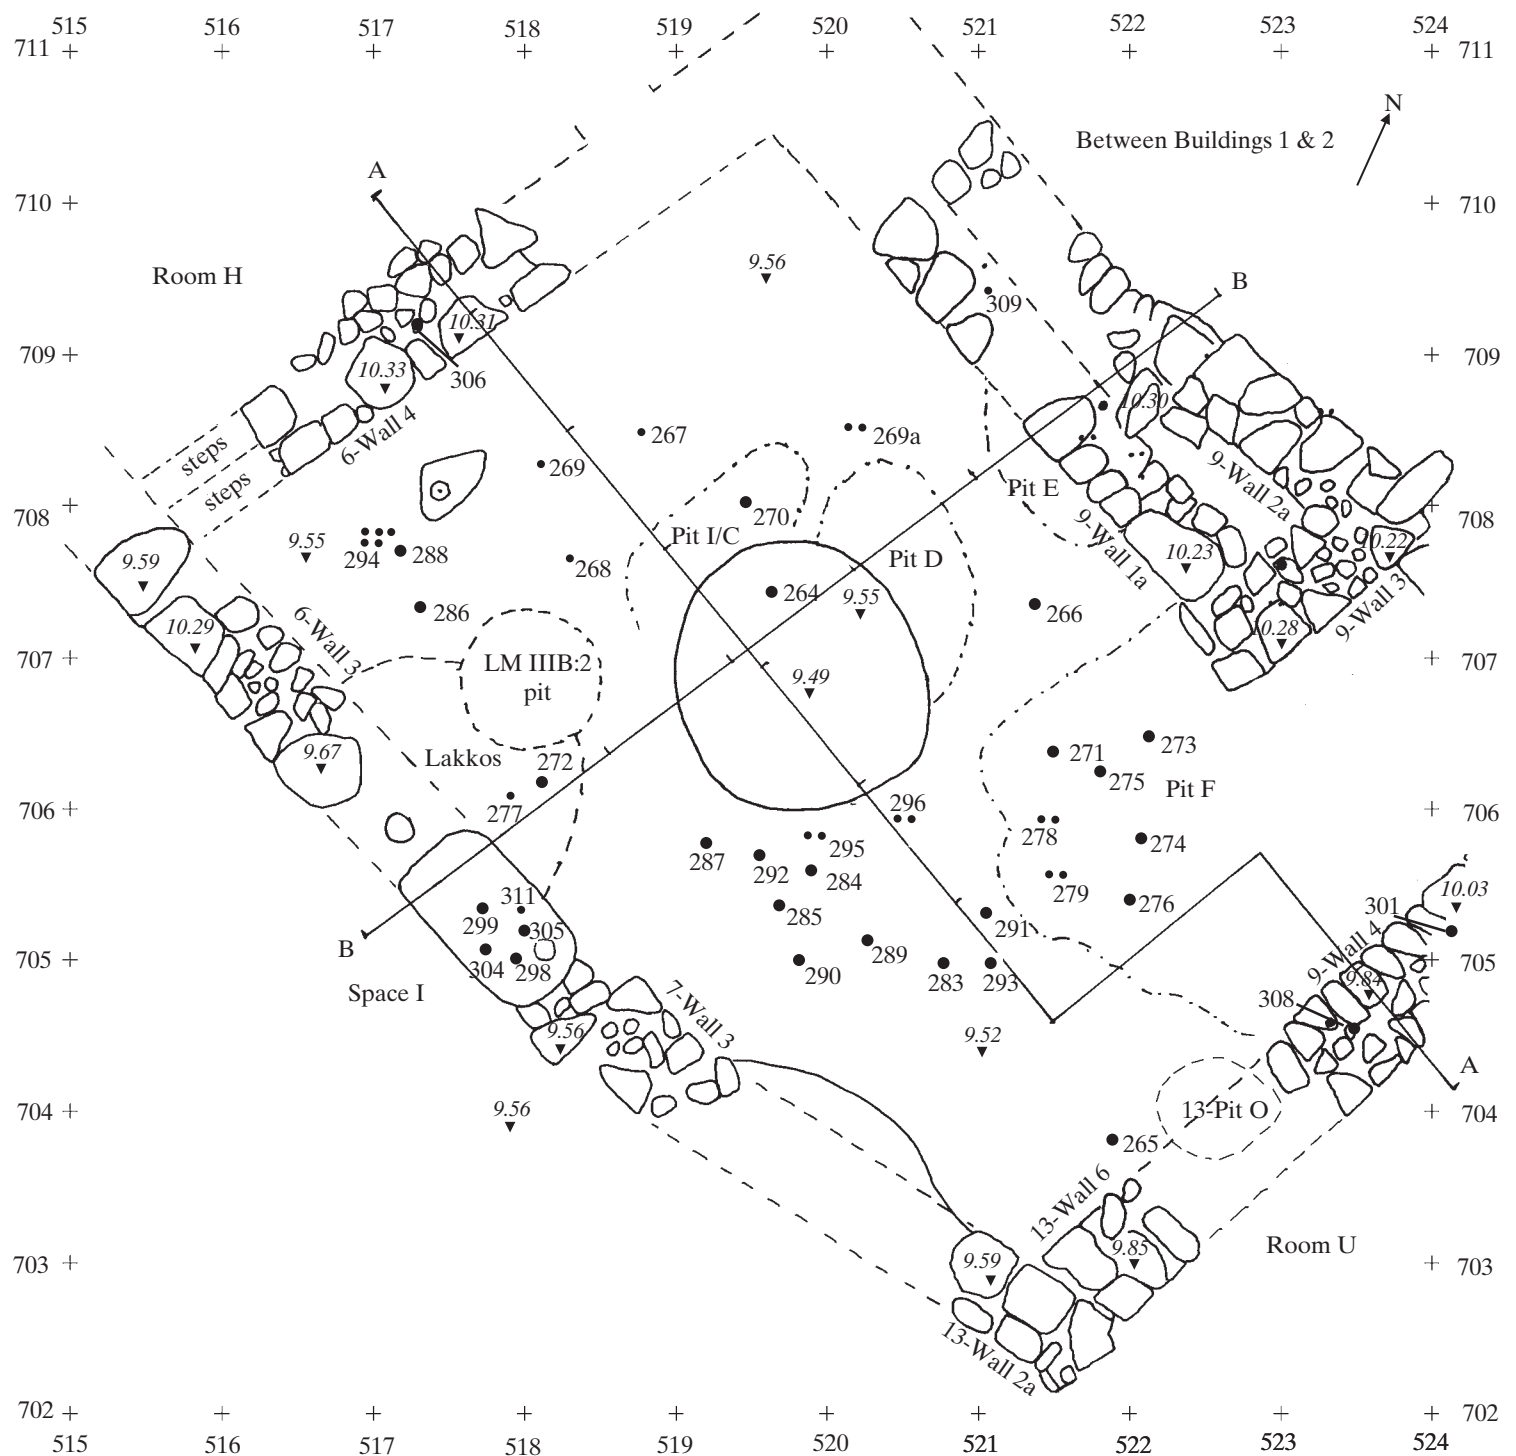 515 516 517 518 519 520 521 522 523 524
711 711
N
Between Buildings 1 & 2
A
710 710
Room H
9.56
B
309
10.31
709 709
10.33
306
10.30
6-Wall 4
267
269a
steps
269
9-Wall 2a
steps
Pit E
270
708 708
Pit I/C
9-Wall 1a
9.55
294
288
10.22
9.59
268
Pit D
10.23
264
9.55
266
9-Wall 3
286
10.29
6-Wall 3
10.28
707 707
LM IIIB:2
pit
9.49
9.67
271
273
Lakkos
272
275
Pit F
277
296
706 706
278
274
295
287
292
284
279
311
10.03
276
301
299
285
305
291
B
289
9-Wall 4
705 705
304
298
290
283
293
9.84
Space I
308
7-Wall 3
9.56
9.52
A
9.56
704 704
13-Pit O
265
13-Wall 6
Room U
9.85
703 703
9.59
13-Wall 2a
702 702
515 516 517 518 519 520 521 522 523 524